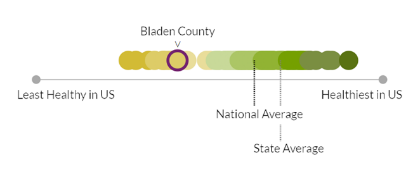 Bladen County
Least Healthy in US
Healthiest in US
National Average
State Average